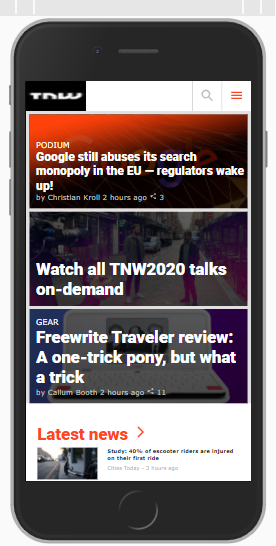 TNW
PODIUM
Google still abuses its search
monopoly in the EU — regulators wake
up!
by Christian Kroll 2 hours ago 3
Watch all TNW2020 talks
on-demand
GEAR
Freewrite Traveler review:
A one-trick pony, but what
a trick
by Callum Booth 2 hours ago 11
Latest news
Study: 40% of escooter riders are injured
on their first ride
Cities Today – 3 hours ago